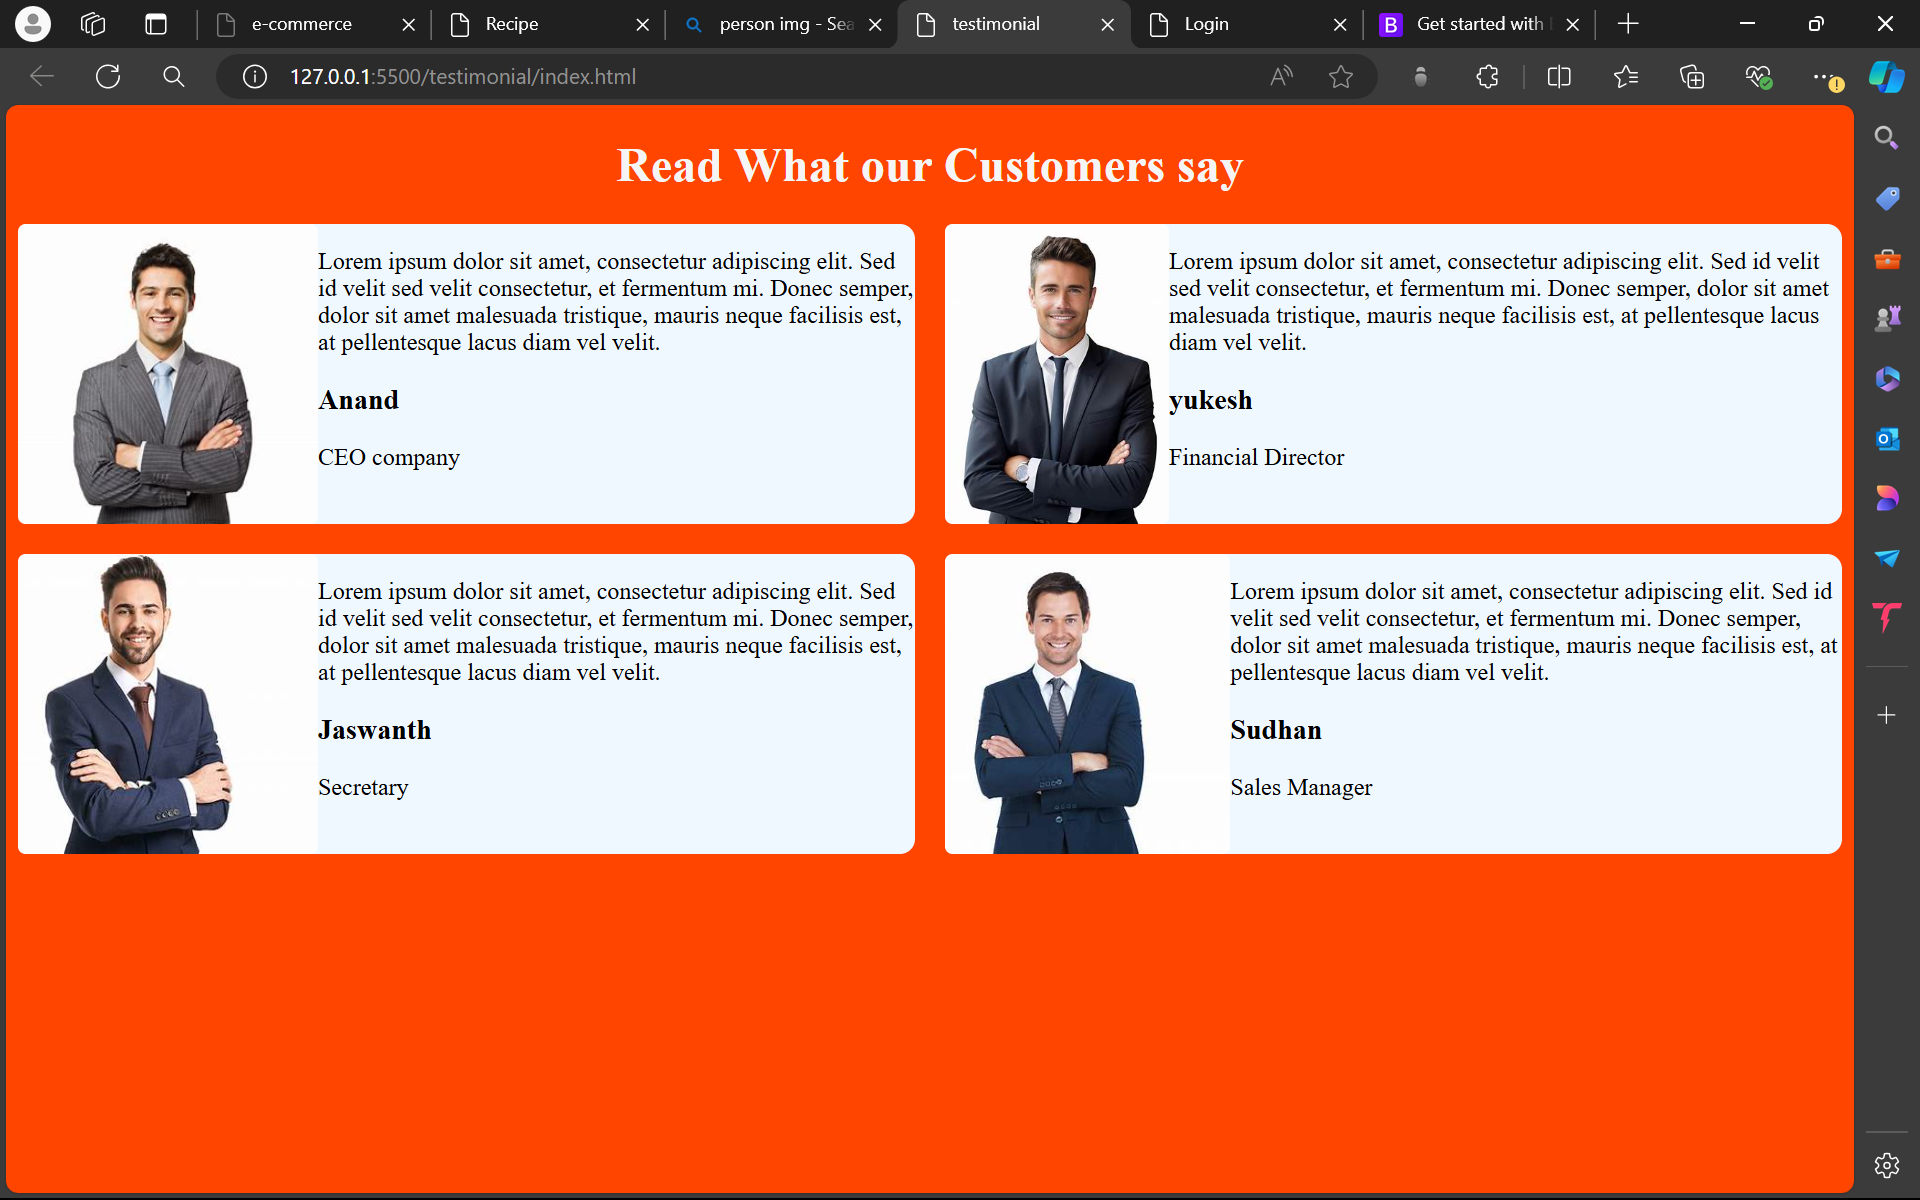 e-commerce
Recipe
person img - Sea
testimonial
Login
B
Get started with
127.0.0.1:5500/testimonial/index.html
Read What our Customers say
Lorem ipsum dolor sit amet, consectetur adipiscing elit. Sed
id velit sed velit consectetur, et fermentum mi. Donec semper,
dolor sit amet malesuada tristique, mauris neque facilisis est,
at pellentesque lacus diam vel velit.
Anand
CEO company
Lorem ipsum dolor sit amet, consectetur adipiscing elit. Sed id velit
sed velit consectetur, et fermentum mi. Donec semper, dolor sit amet
malesuada tristique, mauris neque facilisis est, at pellentesque lacus
diam vel velit.
yukesh
Financial Director
Lorem ipsum dolor sit amet, consectetur adipiscing elit. Sed
id velit sed velit consectetur, et fermentum mi. Donec semper,
dolor sit amet malesuada tristique, mauris neque facilisis est,
at pellentesque lacus diam vel velit.
Jaswanth
Secretary
Lorem ipsum dolor sit amet, consectetur adipiscing elit. Sed id
velit sed velit consectetur, et fermentum mi. Donec semper,
dolor sit amet malesuada tristique, mauris neque facilisis est, at
pellentesque lacus diam vel velit.
Sudhan
Sales Manager